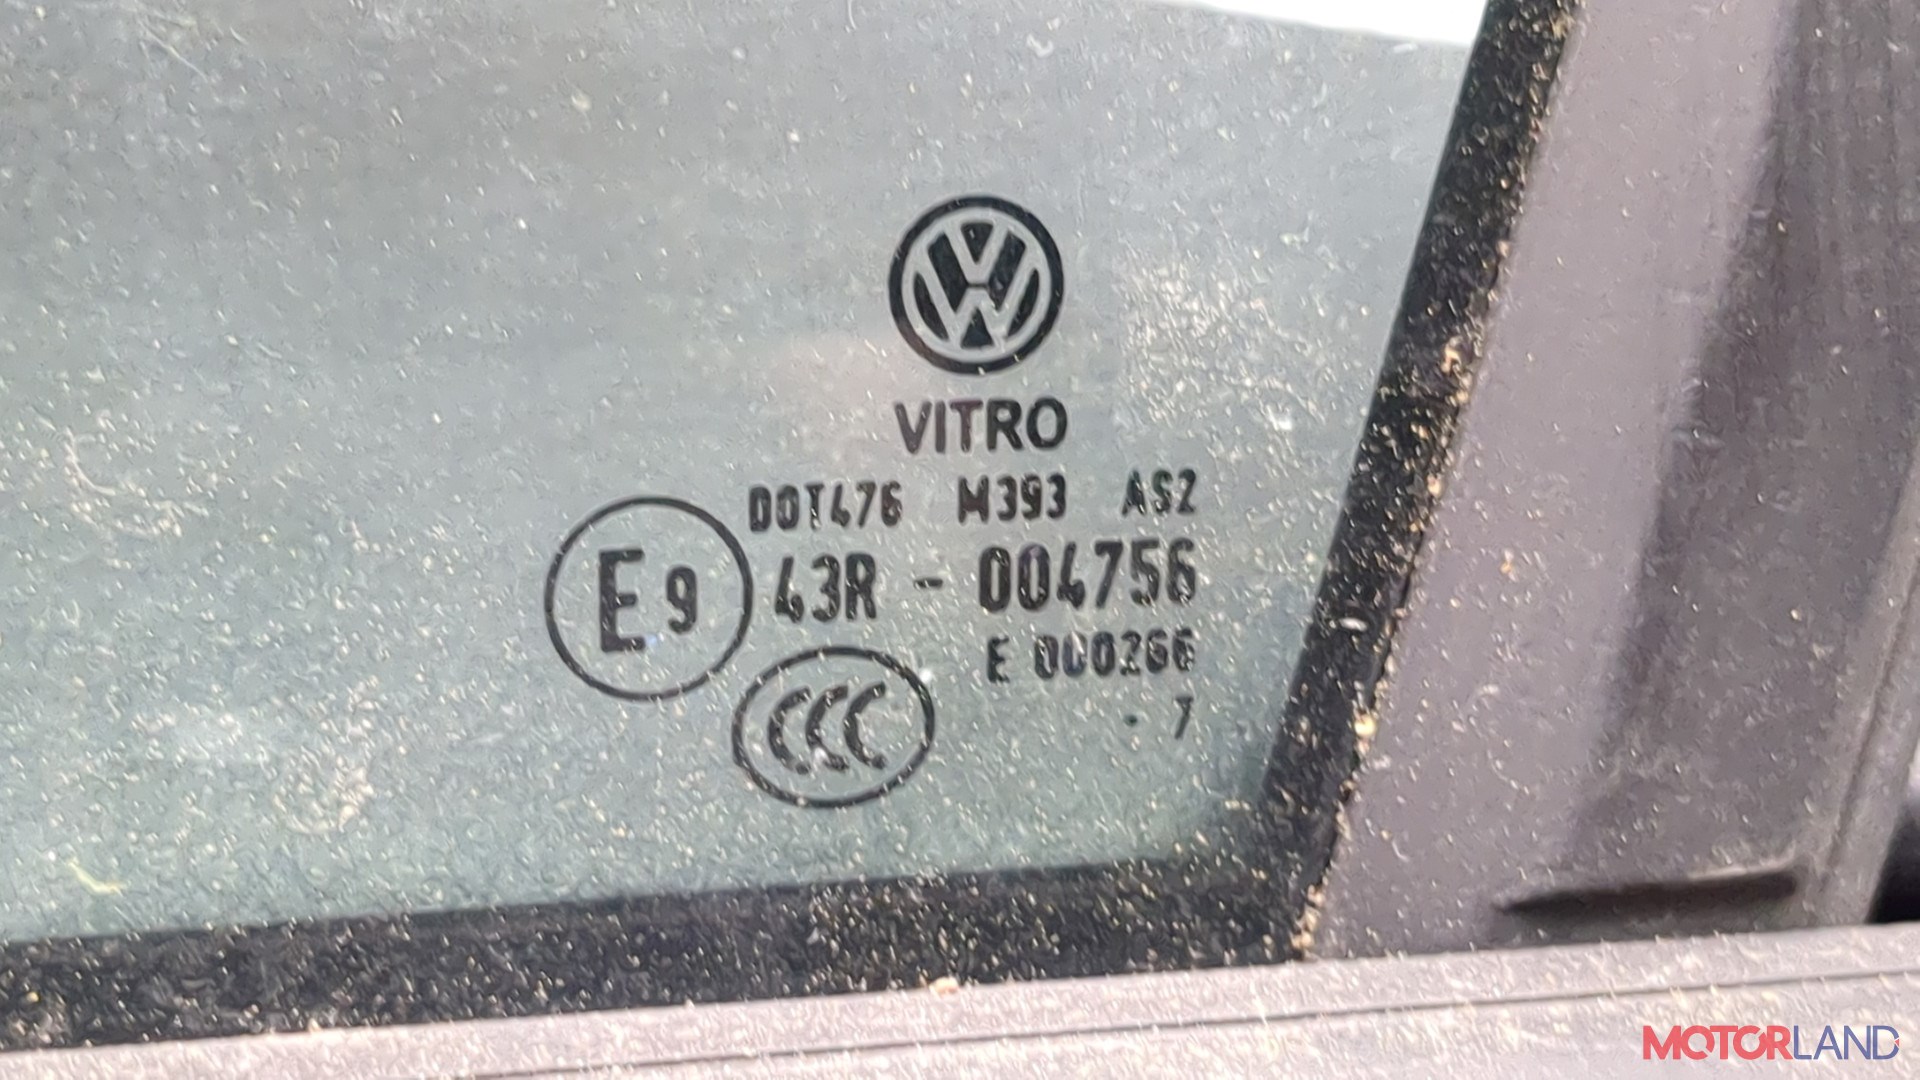 VITRO
DOT476 M393 AS2
E9 43R - 004756
E 000266
CCC
. 7
MOTORLAND